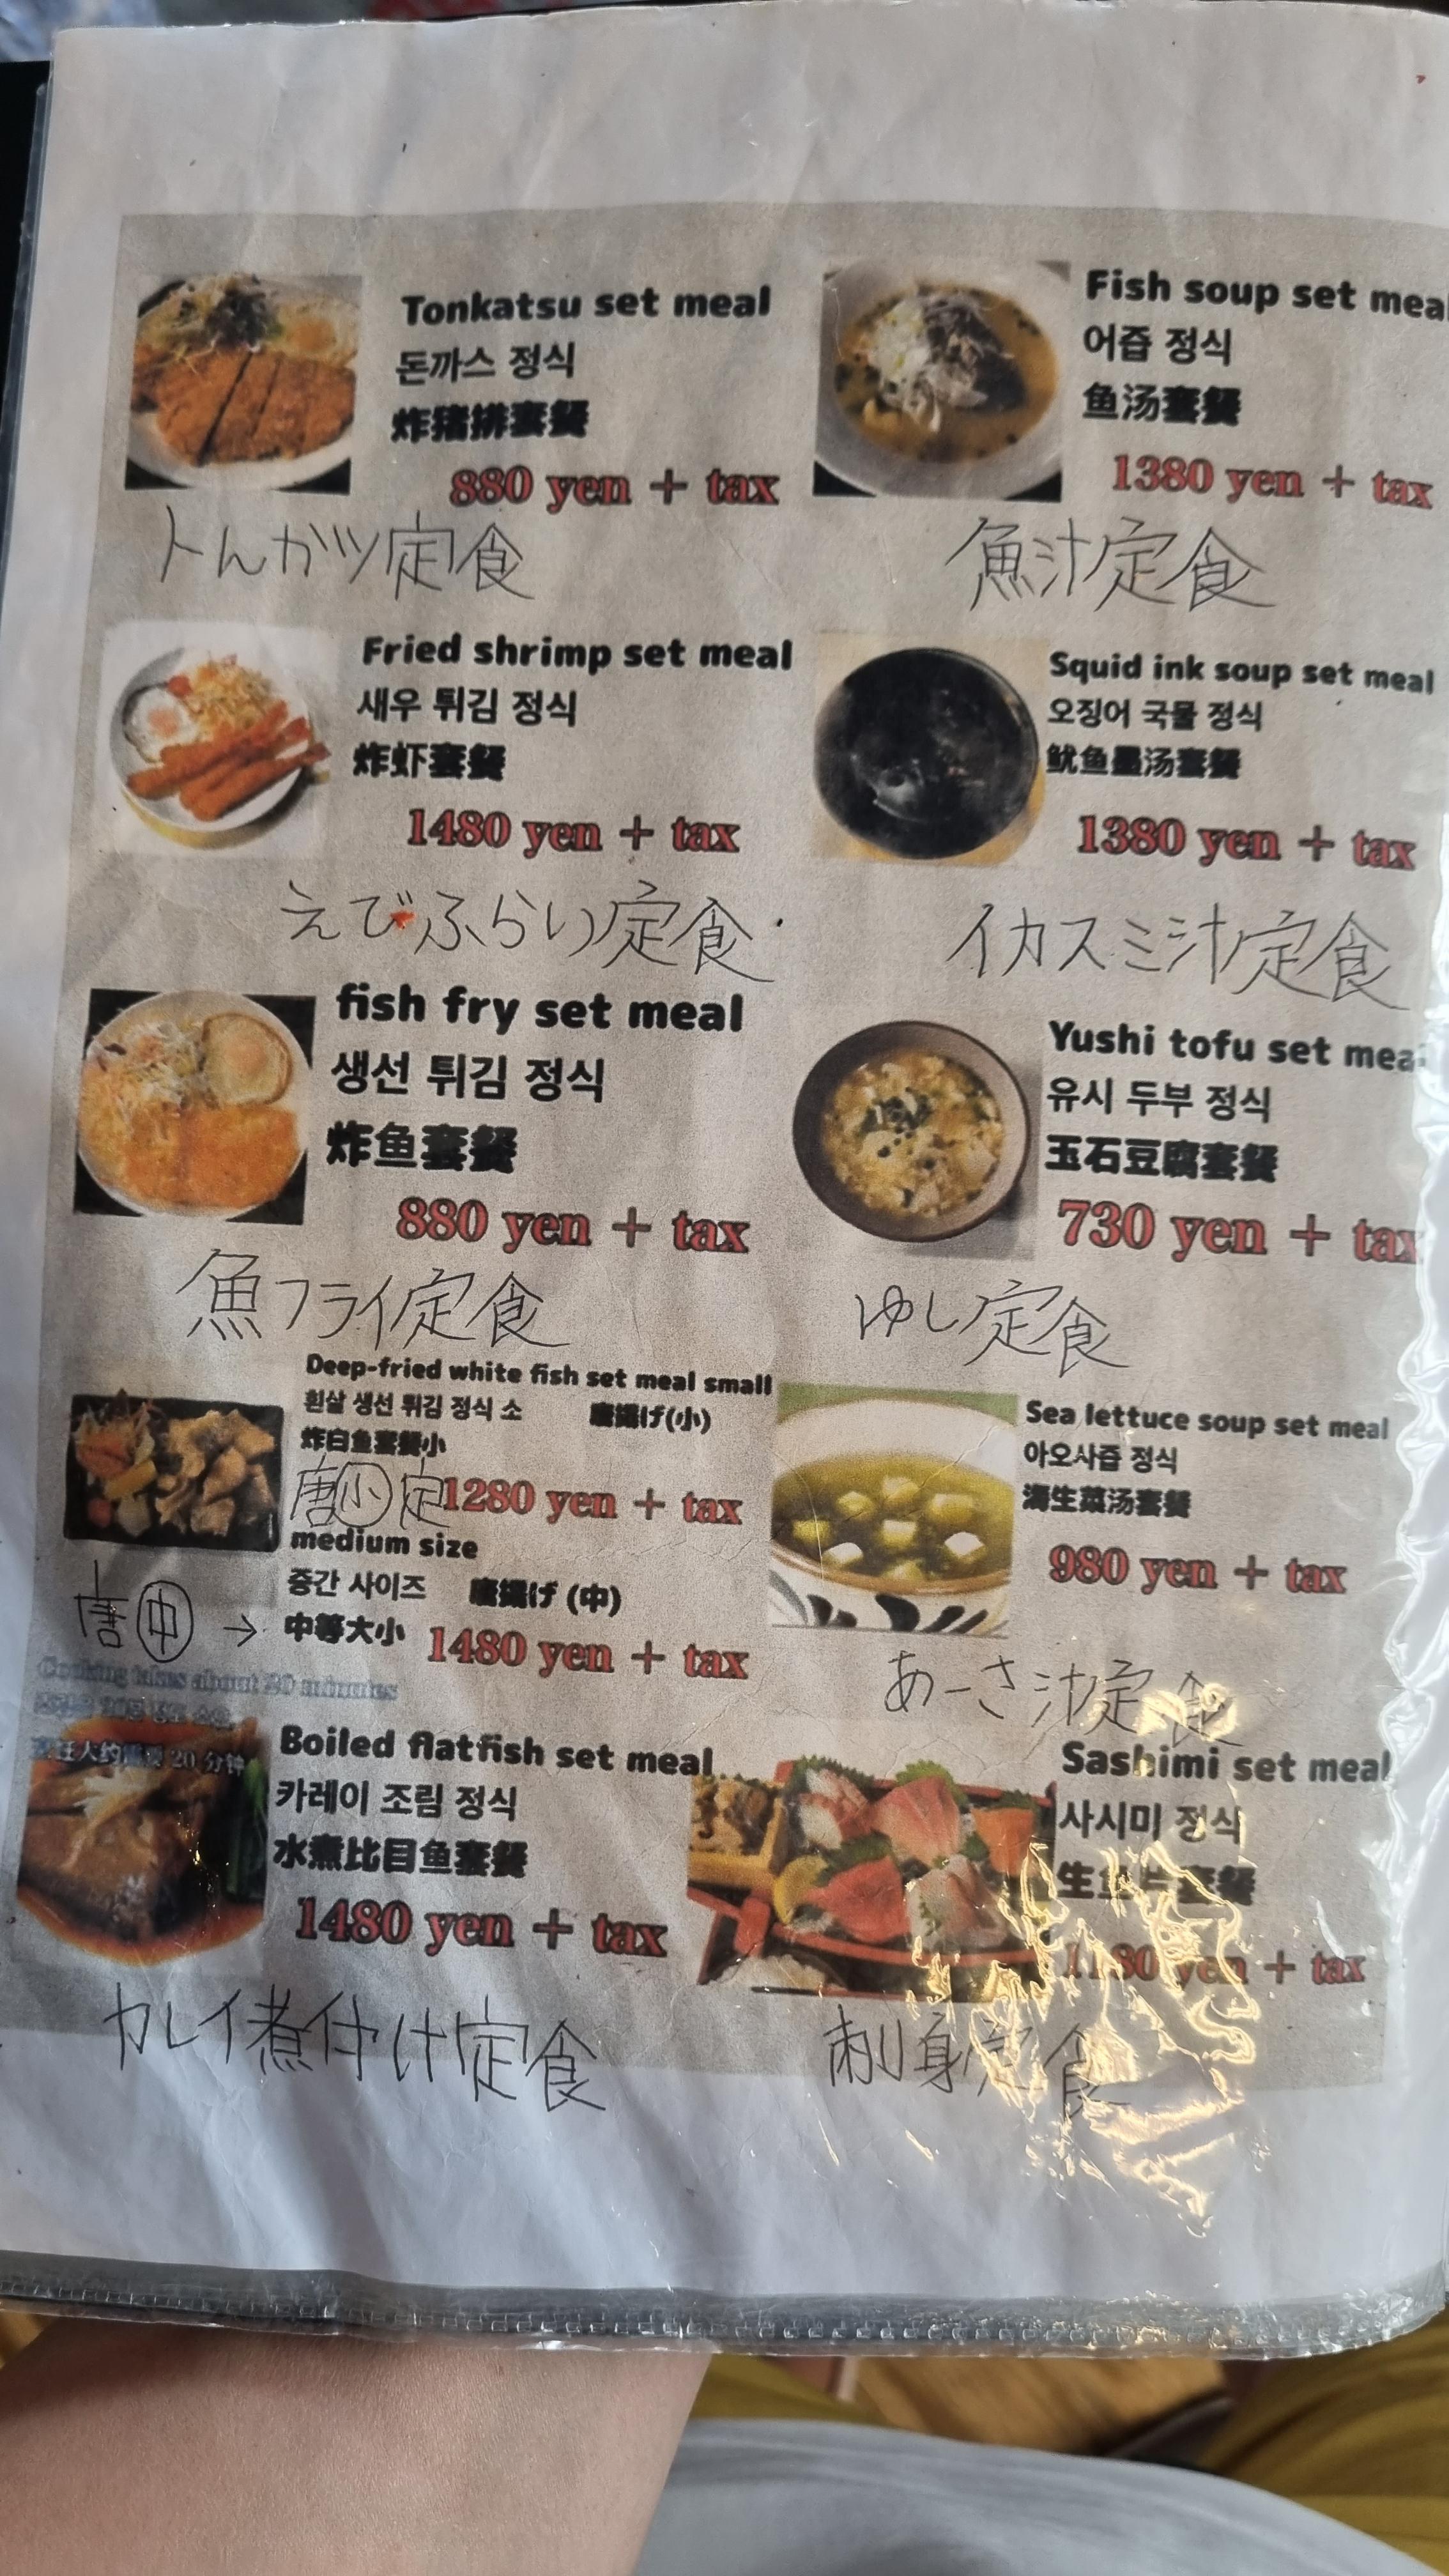 Tonkatsu set meal
돈까스 정식
炸猪排套餐
880 yen + tax
トんガツ定食
Fish soup set mea
어즙 정식
鱼汤套餐
1380 yen + tax
魚汁定食
Fried shrimp set meal
새우 튀김 정식
炸虾套餐
1480 yen + tax
えびふらい定食
Squid ink soup set meal
오징어 국물 정식
鱿鱼墨汤套餐
1380 yen + tax
イカスミ汁定食
fish fry set meal
생선 튀김 정식
炸鱼套餐
880 yen + tax
魚フライ定食
Yushi tofu set mea
유시 두부 정식
玉石豆腐套餐
730 yen + tax
ゆし定食
Deep-fried white fish set meal small
흰살 생선 튀김 정식 소 唐揚げ(小)
炸白鱼套餐小
唐小定 1280 yen + tax
medium size
중간 사이즈 唐揚げ (中)
唐中 → 中等大小 1480 yen + tax
Sea lettuce soup set meal
아오사즙 정식
海生菜汤套餐
980 yen + tax
あーさ汁定食
Cooking takes about 20 minutes
20 分钟
Boiled flatfish set meal
카레이 조림 정식
水煮比目鱼套餐
1480 yen + tax
カレイ煮付け定食
Sashimi set meal
사시미 정식
生鱼片套餐
yen + tax
刺身定食